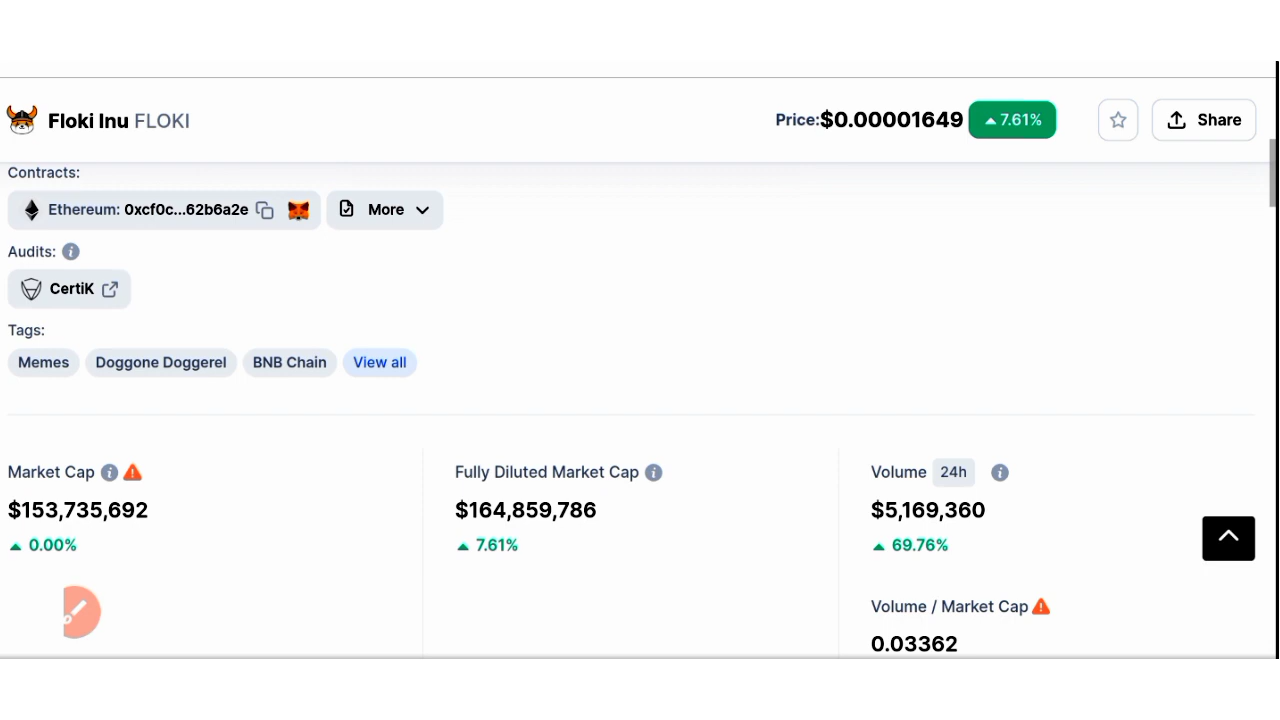 Floki Inu FLOKI Price:$0.00001649 7.61% Share
Contracts:
Ethereum: 0xcf0c...62b6a2e More
Audits:
CertiK
Tags:
Memes Doggone Doggerel BNB Chain View all
Market Cap Fully Diluted Market Cap Volume 24h
$153,735,692 $164,859,786 $5,169,360
0.00% 7.61% 69.76%
Volume / Market Cap
0.03362